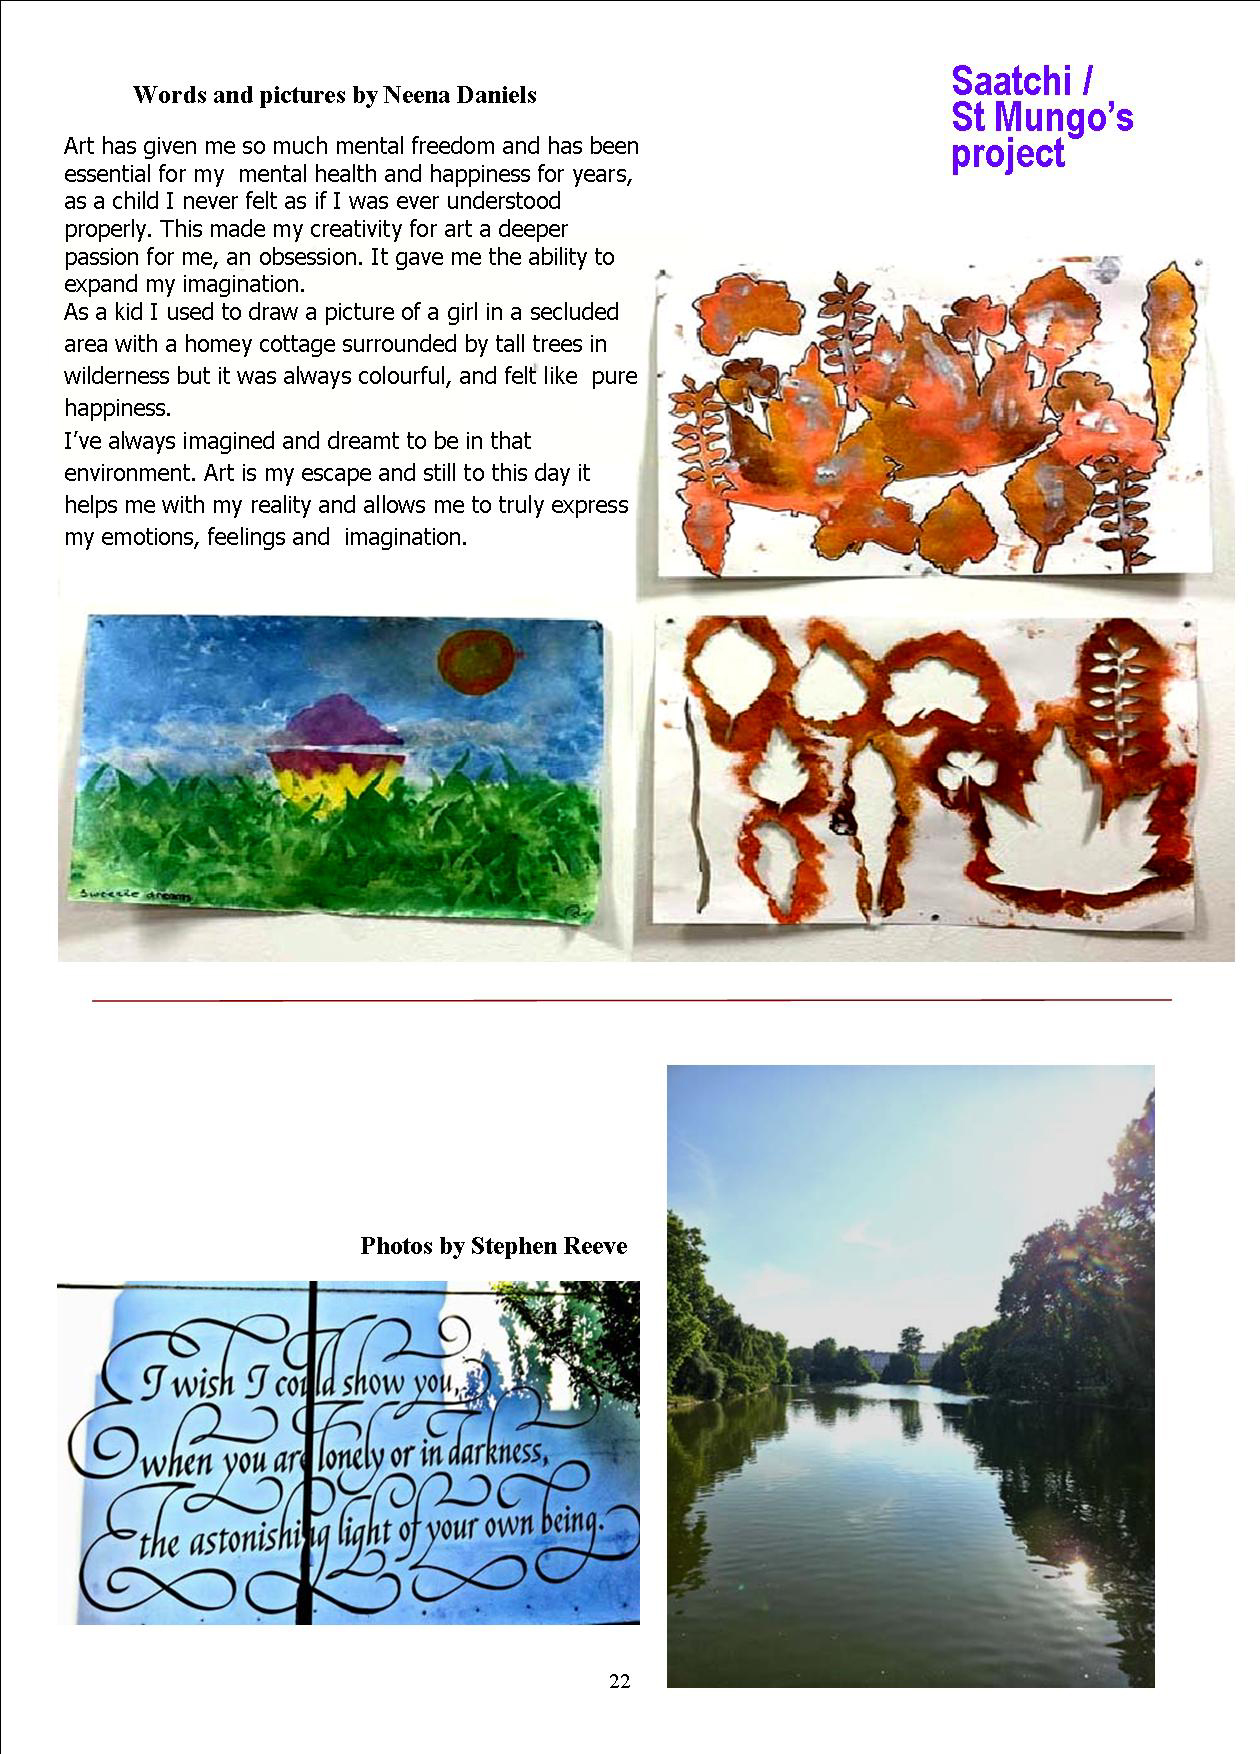 Words and pictures by Neena Daniels
Saatchi /
St Mungo's
project
Art has given me so much mental freedom and has been
essential for my  mental health and happiness for years,
as a child I never felt as if I was ever understood
properly. This made my creativity for art a deeper
passion for me, an obsession. It gave me the ability to
expand my imagination.
As a kid I used to draw a picture of a girl in a secluded
area with a homey cottage surrounded by tall trees in
wilderness but it was always colourful, and felt like  pure
happiness.
I've always imagined and dreamt to be in that
environment. Art is my escape and still to this day it
helps me with my reality and allows me to truly express
my emotions, feelings and  imagination.
dreams
Photos by Stephen Reeve
I wish I could show you,
when you are lonely or in darkness,
the astonishing light of your own being.
22